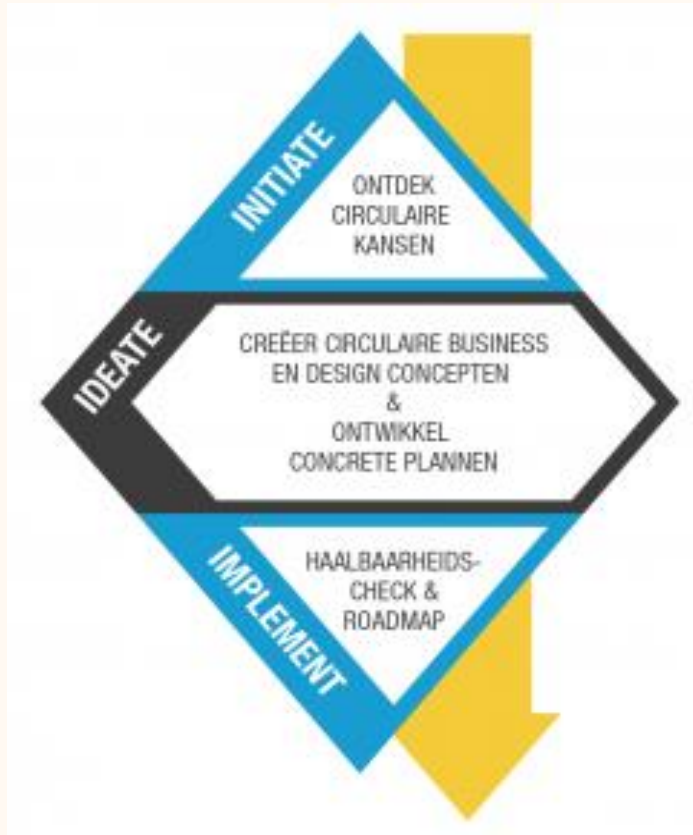 INITIATE
ONTDEK
CIRCULAIRE
KANSEN
IDEATE
CREËER CIRCULAIRE BUSINESS
EN DESIGN CONCEPTEN
&
ONTWIKKEL
CONCRETE PLANNEN
IMPLEMENT
HAALBAARHEIDS-
CHECK &
ROADMAP